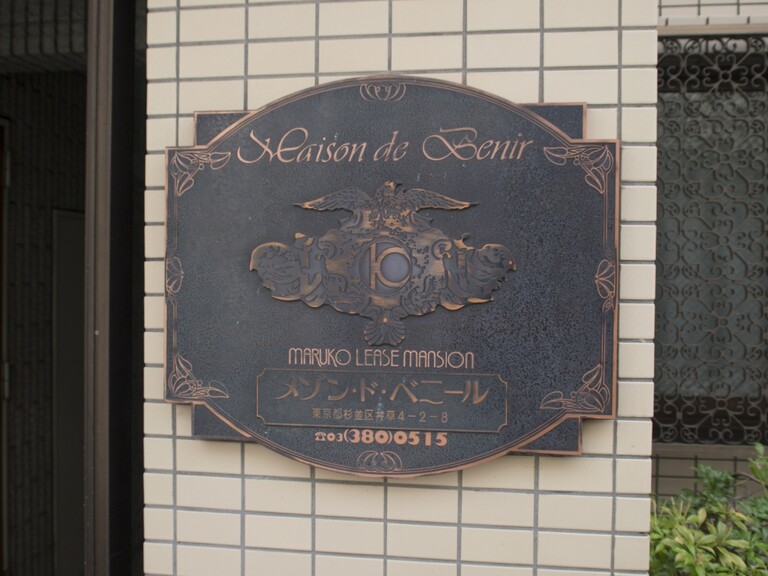 Maison de Benir
MARUKO LEASE MANSION
メゾン・ド・ベニール
東京都杉並区井草4-2-8
☎03(380)0515